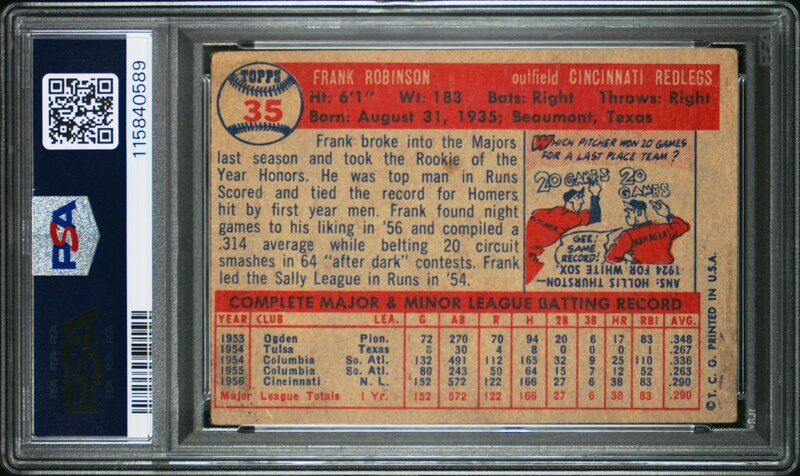 115840589
PSA
TOPPS
35
FRANK ROBINSON outfield CINCINNATI REDLEGS
Ht: 6'1" Wt: 183 Bats: Right Throws: Right
Born: August 31, 1935; Beaumont, Texas
Frank broke into the Majors
last season and took the Rookie of the
Year Honors. He was top man in Runs
Scored and tied the record for Homers
hit by first year men. Frank found night
games to his liking in '56 and compiled a
.314 average while belting 20 circuit
smashes in 64 "after dark" contests. Frank
led the Sally League in Runs in '54.
WHICH PITCHER WON 20 GAMES
FOR A LAST PLACE TEAM?
20 GAMES 20 GAMES
PITCHER
GEE!
SAME
RECORD!
MANAGER
ANS: HOLLIS THURSTON—
1924 FOR WHITE SOX
COMPLETE MAJOR & MINOR LEAGUE BATTING RECORD
YEAR CLUB LEA. G AB R H 2B 3B HR RBI AVG.
1953 Ogden Pion. 72 270 70 94 20 6 17 83 .348
1954 Tulsa Texas 8 30 4 8 0 0 0 1 .267
1954 Columbia So. Atl. 132 491 112 165 32 9 25 110 .336
1955 Columbia So. Atl. 80 243 50 64 15 7 12 52 .263
1956 Cincinnati N. L. 152 572 122 166 27 6 38 83 .290
Major League Totals 1 Yr. 152 572 122 166 27 6 38 83 .290
©T. C. G. PRINTED IN U.S.A.